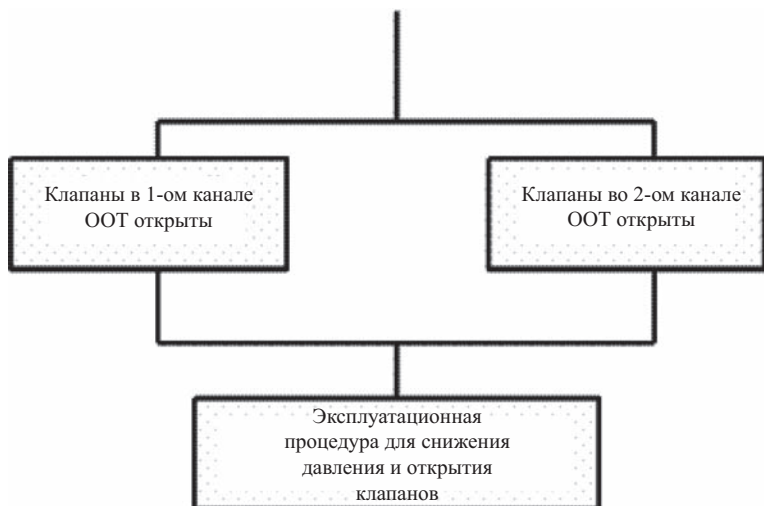 Клапаны в 1-ом канале
ООТ открыты
Клапаны во 2-ом канале
ООТ открыты
Эксплуатационная
процедура для снижения
давления и открытия
клапанов